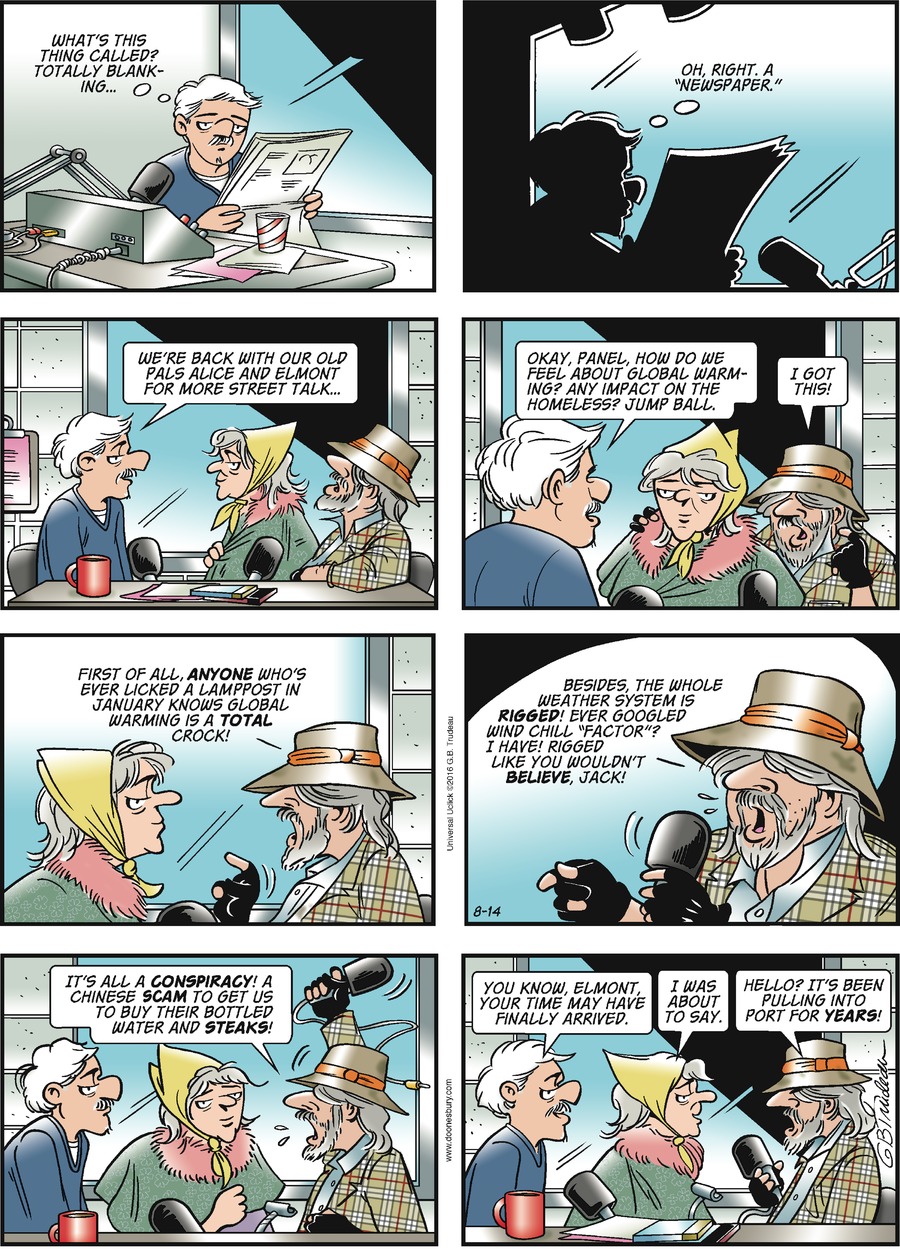 WHAT'S THIS
THING CALLED?
TOTALLY BLANK-
ING...
OH, RIGHT. A
"NEWSPAPER."
WE'RE BACK WITH OUR OLD
PALS ALICE AND ELMONT
FOR MORE STREET TALK...
OKAY, PANEL, HOW DO WE
FEEL ABOUT GLOBAL WARM-
ING? ANY IMPACT ON THE
HOMELESS? JUMP BALL.
I GOT
THIS!
FIRST OF ALL, ANYONE WHO'S
EVER LICKED A LAMPPOST IN
JANUARY KNOWS GLOBAL
WARMING IS A TOTAL
CROCK!
Universal Uclick ©2016 G.B. Trudeau
BESIDES, THE WHOLE
WEATHER SYSTEM IS
RIGGED! EVER GOOGLED
WIND CHILL "FACTOR"?
I HAVE! RIGGED
LIKE YOU WOULDN'T
BELIEVE, JACK!
8-14
IT'S ALL A CONSPIRACY! A
CHINESE SCAM TO GET US
TO BUY THEIR BOTTLED
WATER AND STEAKS!
www.doonesbury.com
YOU KNOW, ELMONT,
YOUR TIME MAY HAVE
FINALLY ARRIVED.
I WAS
ABOUT
TO SAY.
HELLO? IT'S BEEN
PULLING INTO
PORT FOR YEARS!
GBTrudeau